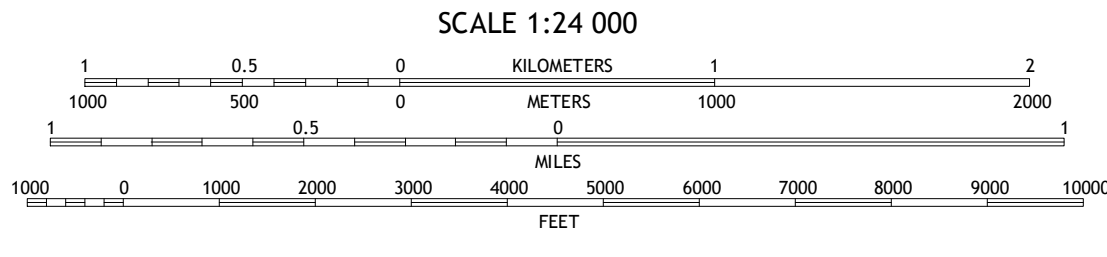 SCALE 1:24 000
1 0.5 0 KILOMETERS 1 2
1000 500 0 METERS 1000 2000
1 0.5 0 1
MILES
1000 0 1000 2000 3000 4000 5000 6000 7000 8000 9000 10000
FEET